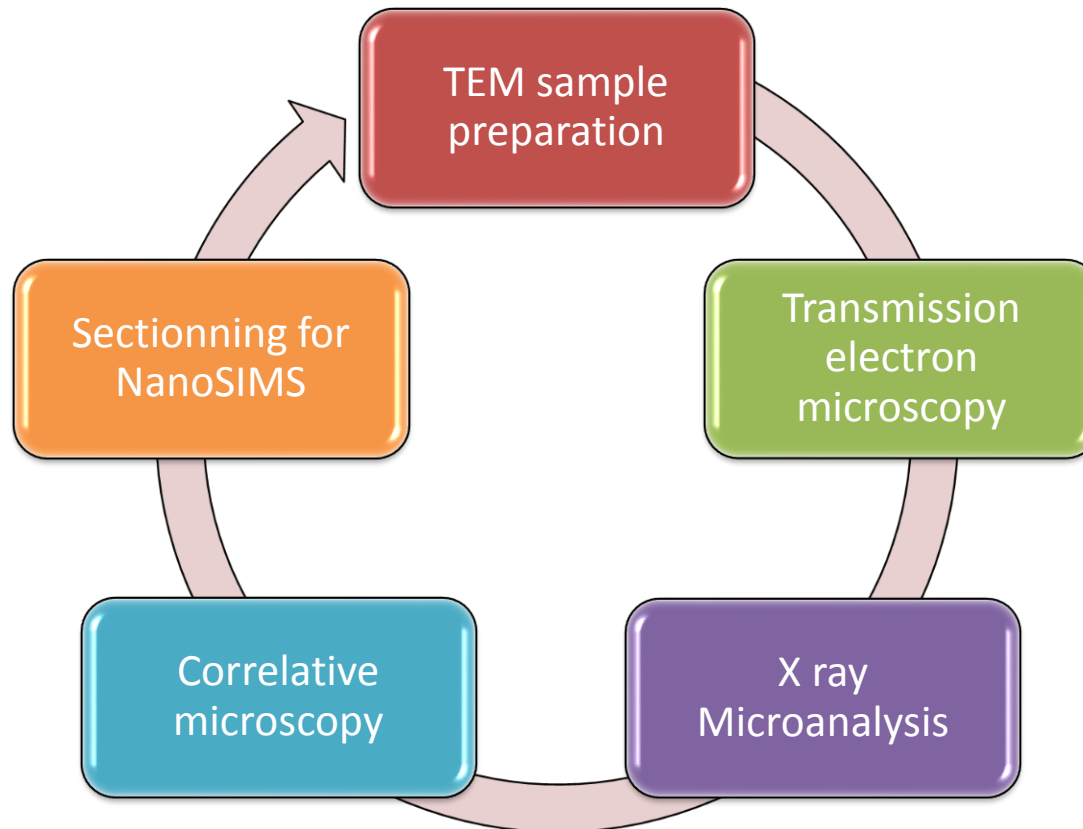 TEM sample
preparation
Transmission
electron
microscopy
X ray
Microanalysis
Correlative
microscopy
Sectionning for
NanoSIMS